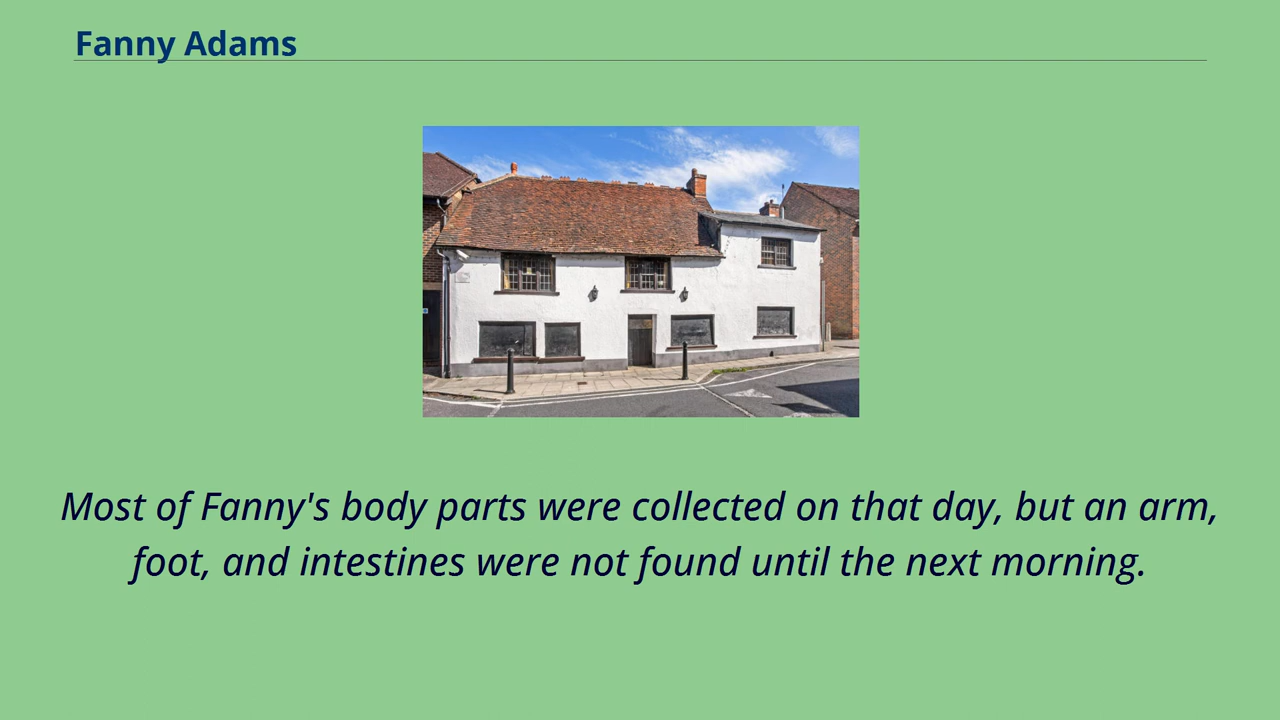 Fanny Adams
Most of Fanny's body parts were collected on that day, but an arm,
foot, and intestines were not found until the next morning.